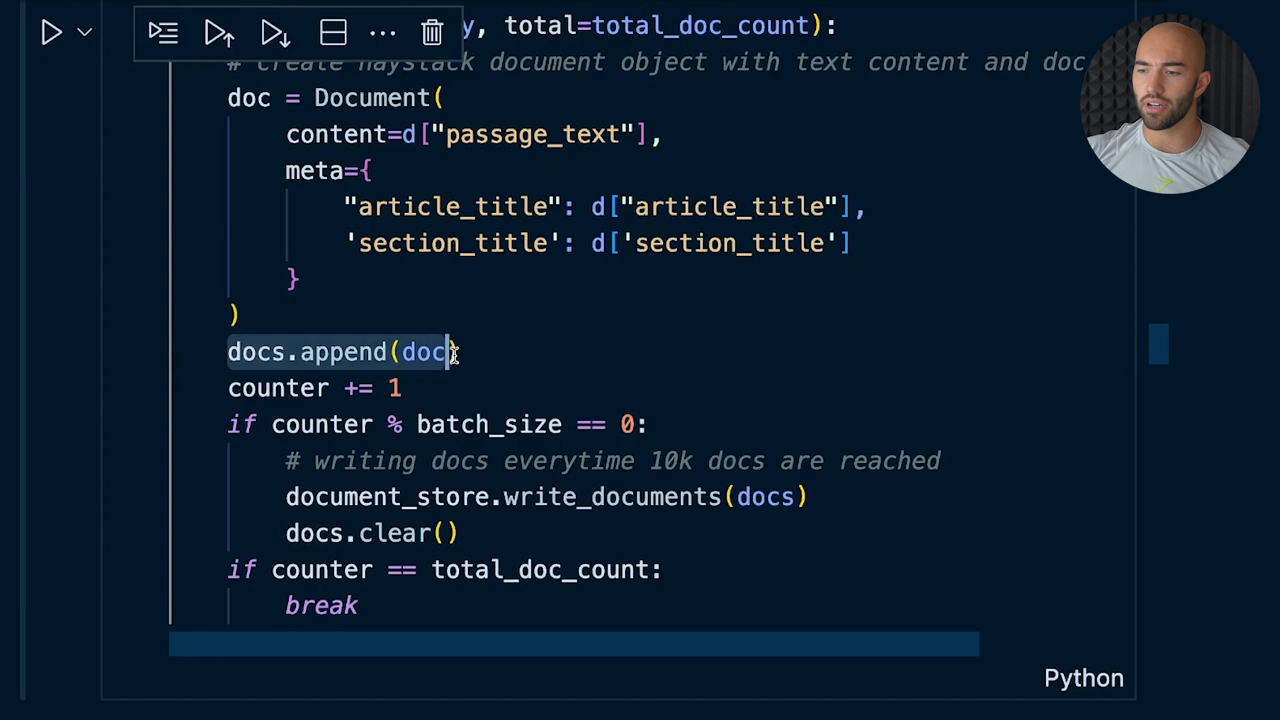 y, total=total_doc_count):
# create haystack document object with text content and doc
doc = Document(
content=d["passage_text"],
meta={
"article_title": d["article_title"],
'section_title': d['section_title']
}
)
docs.append(doc)
counter += 1
if counter % batch_size == 0:
# writing docs everytime 10k docs are reached
document_store.write_documents(docs)
docs.clear()
if counter == total_doc_count:
break
Python